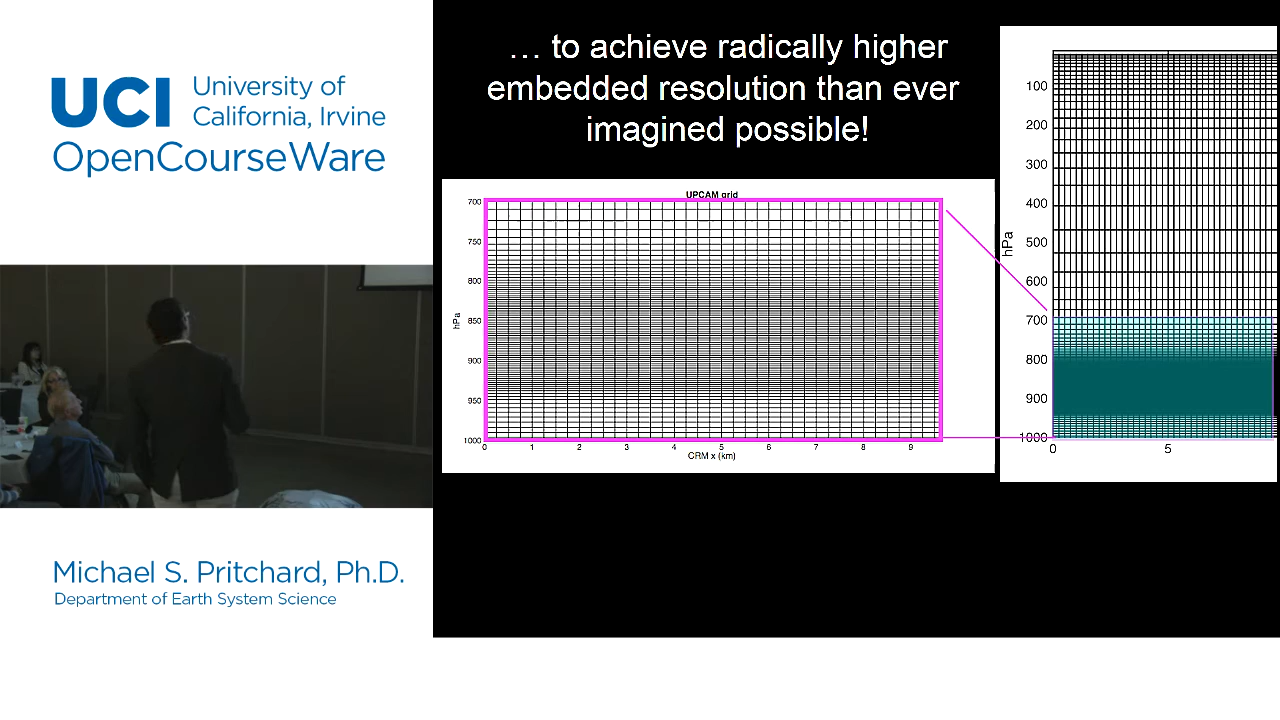 UCI University of
California, Irvine
OpenCourseWare
Michael S. Pritchard, Ph.D.
Department of Earth System Science
… to achieve radically higher
embedded resolution than ever
imagined possible!
UPCAM grid
hPa
700
750
800
850
900
950
1000
0 1 2 3 4 5 6 7 8 9
CRM x (km)
hPa
100
200
300
400
500
600
700
800
900
1000
0 5